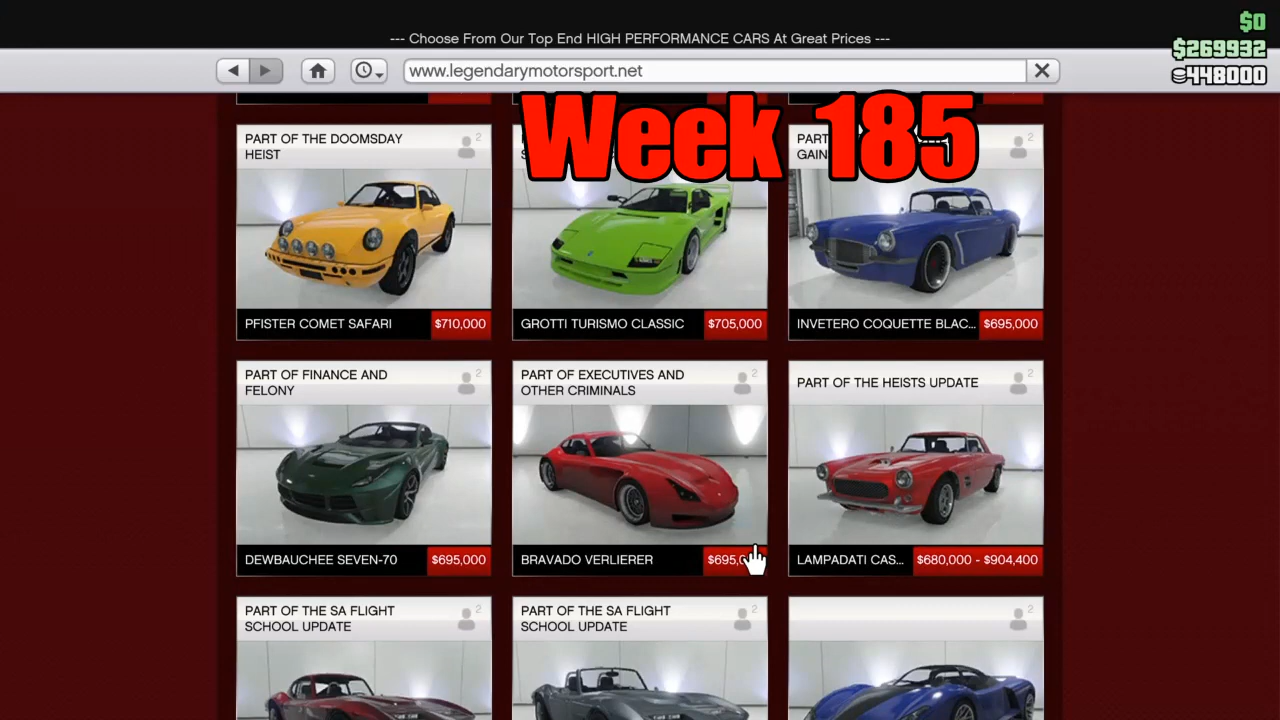 --- Choose From Our Top End HIGH PERFORMANCE CARS At Great Prices ---
$0
$269932
448000
www.legendarymotorsport.net
Week 185
PART OF THE DOOMSDAY
HEIST
PFISTER COMET SAFARI
$710,000
GROTTI TURISMO CLASSIC
$705,000
INVETERO COQUETTE BLAC...
$695,000
PART OF FINANCE AND
FELONY
DEWBAUCHEE SEVEN-70
$695,000
PART OF EXECUTIVES AND
OTHER CRIMINALS
BRAVADO VERLIERER
PART OF THE HEISTS UPDATE
LAMPADATI CAS...
$680,000 - $904,400
PART OF THE SA FLIGHT
SCHOOL UPDATE
PART OF THE SA FLIGHT
SCHOOL UPDATE